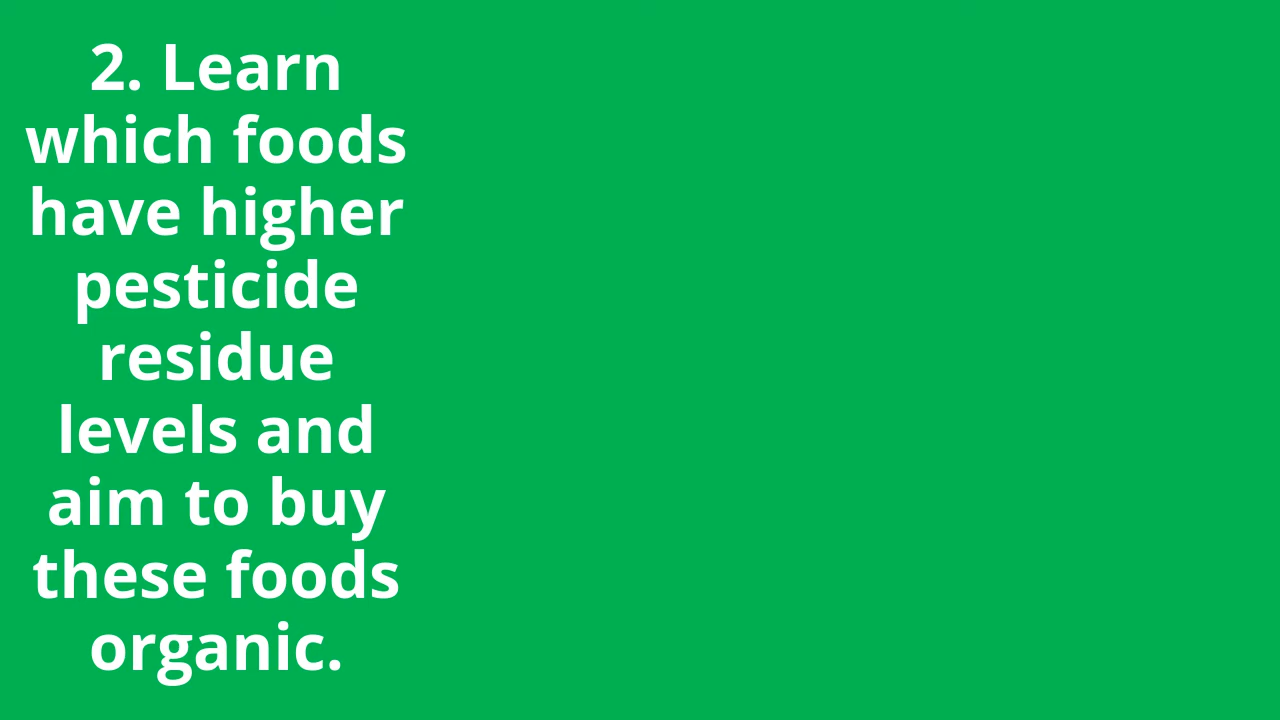 2. Learn
which foods
have higher
pesticide
residue
levels and
aim to buy
these foods
organic.